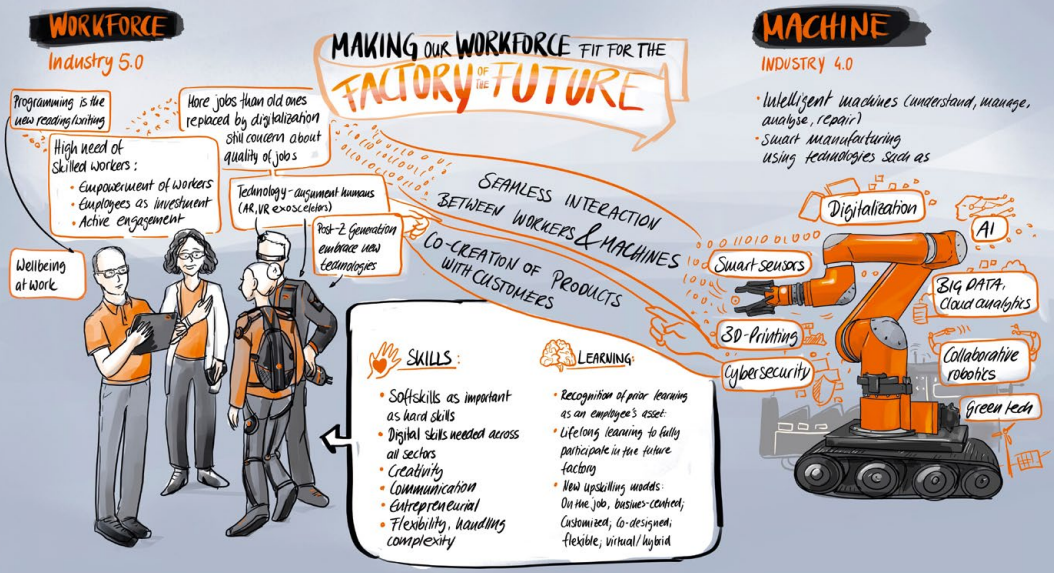 WORKFORCE
Industry 5.0
MAKING OUR WORKFORCE FIT FOR THE
FACTORY OF THE FUTURE
MACHINE
INDUSTRY 4.0
• Intelligent machines (understand, manage,
analyse, repair)
• Smart manufarturing
using technologies such as
Programming is the
new reading/writing
More jobs than old ones
replaced by digitalization
still concern about
quality of jobs
High need of
skilled workers:
• Empowerment of workers
• Employees as investment
• Active engagement
Technology-augument humans
(AR, VR exosceletors)
Post-Z Generation
embrace new
technologies
Wellbeing
at work
SEAMLESS INTERACTION
BETWEEN WORKERS & MACHINES
CO-CREATION OF PRODUCTS
WITH CUSTOMERS
Digitalization
AI
Smart sensors
BIG DATA,
Cloud analytics
3D-Printing
Collaborative
robotics
Cybersecurity
Green tech
SKILLS:
• Softskills as important
as hard skills
• Digital skills needed across
all sectors
• Creativity
• Communication
• Entrepreneurial
• Flexibility, handling
complexity
LEARNING:
• Recognition of prior learning
as an employee's asset:
• Lifelong learning to fully
participate in the future
factory
• New upskilling models:
On the job, busines-centred;
Customized; Co-designed;
flexible; virtual/hybrid